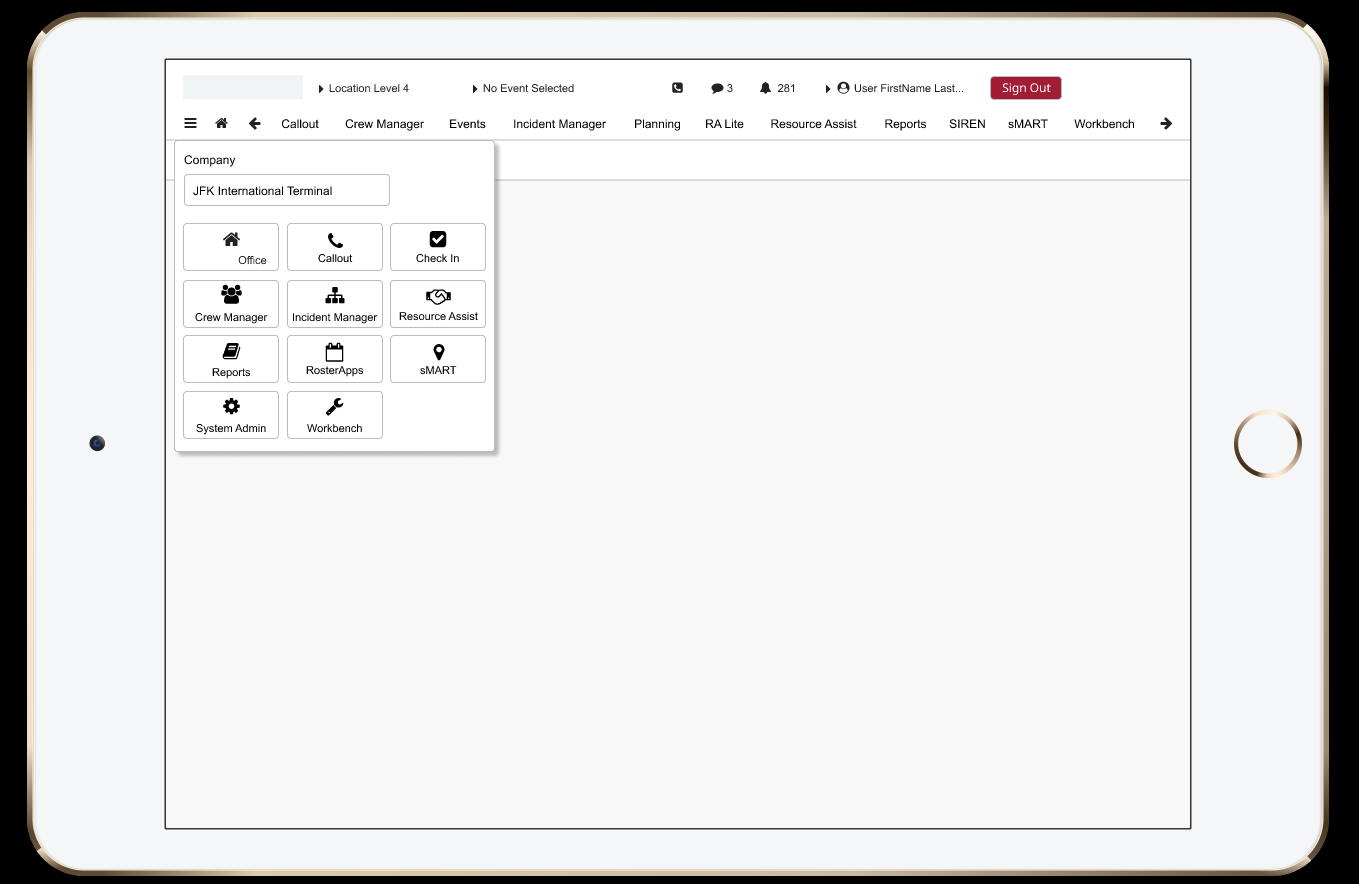 Location Level 4 No Event Selected 3 281 User FirstName Last... Sign Out
Callout Crew Manager Events Incident Manager Planning RA Lite Resource Assist Reports SIREN sMART Workbench
Company
JFK International Terminal
Office Callout Check In
Crew Manager Incident Manager Resource Assist
Reports RosterApps sMART
System Admin Workbench